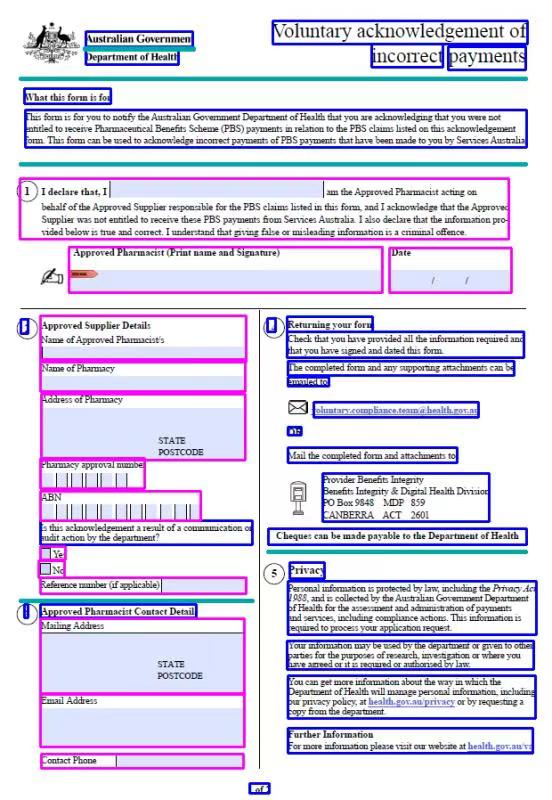 Australian Governmen
Department of Health
Voluntary acknowledgement of
incorrect payments
What this form is for
This form is for you to notify the Australian Government Department of Health that you are acknowledging that you were not
entitled to receive Pharmaceutical Benefits Scheme (PBS) payments in relation to the PBS claims listed on this acknowledgement
form. This form can be used to acknowledge incorrect payments of PBS payments that have been made to you by Services Australia
1 I declare that, I am the Approved Pharmacist acting on
behalf of the Approved Supplier responsible for the PBS claims listed in this form, and I acknowledge that the Approved
Supplier was not entitled to receive these PBS payments from Services Australia. I also declare that the information pro-
vided below is true and correct. I understand that giving false or misleading information is a criminal offence.
Approved Pharmacist (Print name and Signature)
Date
/ /
Approved Supplier Details
Name of Approved Pharmacist/s
Name of Pharmacy
Address of Pharmacy
STATE
POSTCODE
Pharmacy approval number
ABN
Is this acknowledgement a result of a communication or
audit action by the department?
Yes
No
Reference number (if applicable)
Approved Pharmacist Contact Detail
Mailing Address
STATE
POSTCODE
Email Address
Contact Phone
Returning your form
Check that you have provided all the information required and
that you have signed and dated this form.
The completed form and any supporting attachments can be
emailed to
voluntary.compliance.team@health.gov.au
OR
Mail the completed form and attachments to
Provider Benefits Integrity
Benefits Integrity & Digital Health Division
PO Box 9848 MDP 859
CANBERRA ACT 2601
Cheques can be made payable to the Department of Health
5 Privacy
Personal information is protected by law, including the Privacy Act
1988, and is collected by the Australian Government Department
of Health for the assessment and administration of payments
and services, including compliance actions. This information is
required to process your application request.
Your information may be used by the department or given to other
parties for the purposes of research, investigation or where you
have agreed or it is required or authorised by law.
You can get more information about the way in which the
Department of Health will manage personal information, including
our privacy policy, at health.gov.au/privacy or by requesting a
copy from the department.
Further Information
For more information please visit our website at health.gov.au/
of